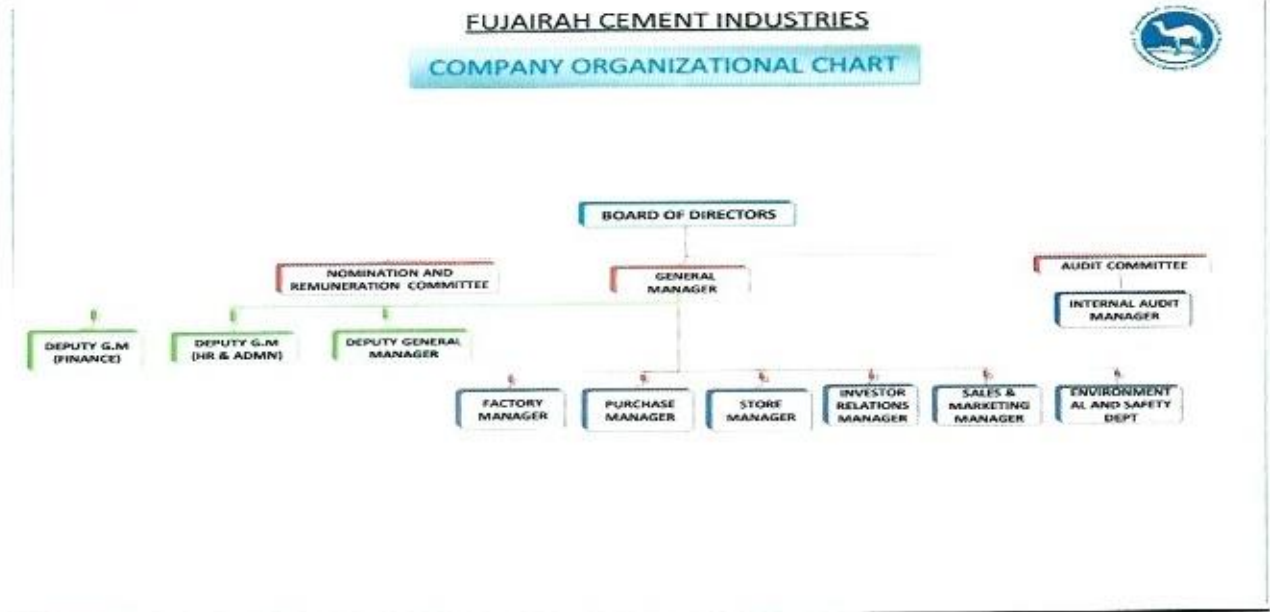 FUJAIRAH CEMENT INDUSTRIES
COMPANY ORGANIZATIONAL CHART
BOARD OF DIRECTORS
NOMINATION AND
REMUNERATION COMMITTEE
GENERAL
MANAGER
AUDIT COMMITTEE
INTERNAL AUDIT
MANAGER
DEPUTY G.M
(FINANCE)
DEPUTY G.M
(HR & ADMN)
DEPUTY GENERAL
MANAGER
FACTORY
MANAGER
PURCHASE
MANAGER
STORE
MANAGER
INVESTOR
RELATIONS
MANAGER
SALES &
MARKETING
MANAGER
ENVIRONMENT
AL AND SAFETY
DEPT